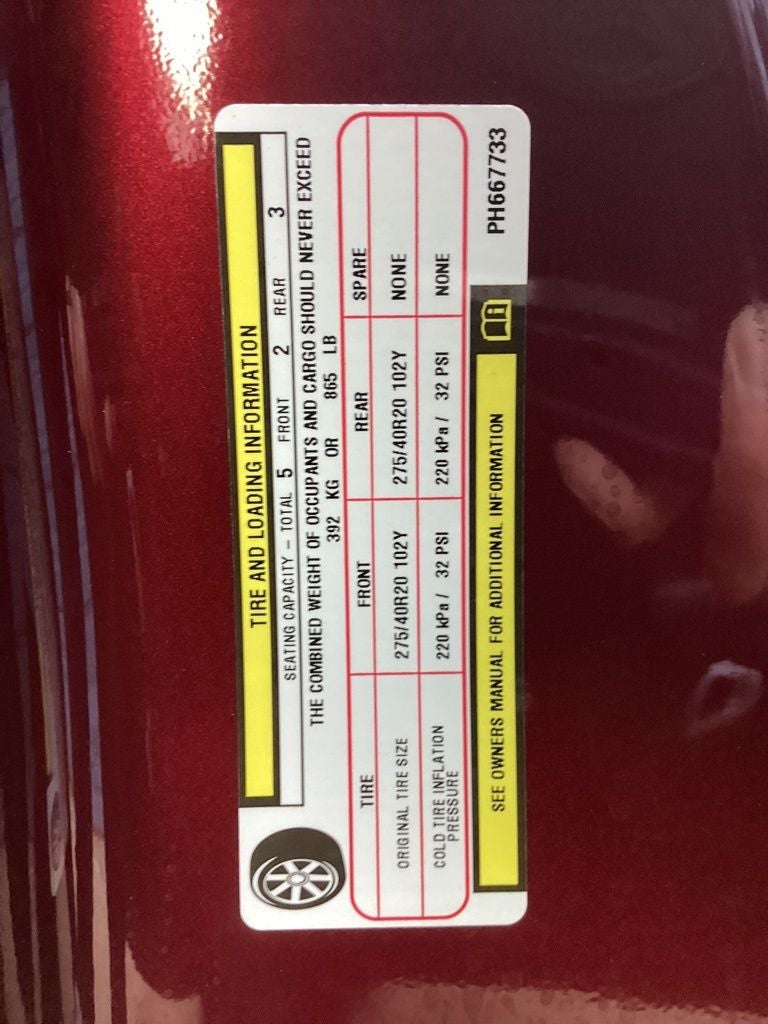 TIRE AND LOADING INFORMATION
SEATING CAPACITY – TOTAL 5 FRONT 2 REAR 3
THE COMBINED WEIGHT OF OCCUPANTS AND CARGO SHOULD NEVER EXCEED
392 KG OR 865 LB
TIRE FRONT REAR SPARE
ORIGINAL TIRE SIZE 275/40R20 102Y 275/40R20 102Y NONE
COLD TIRE INFLATION PRESSURE 220 kPa / 32 PSI 220 kPa / 32 PSI NONE
SEE OWNERS MANUAL FOR ADDITIONAL INFORMATION
PH667733